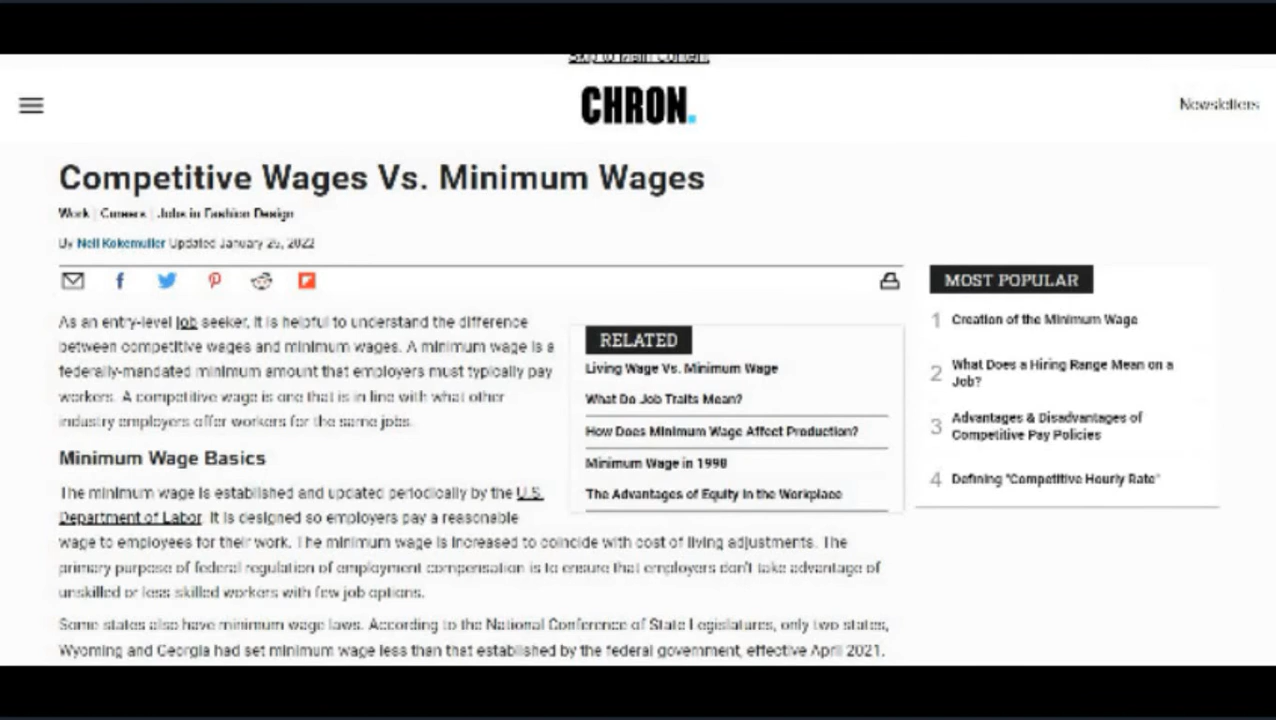 Skip to Main Content
CHRON.
Newsletters
Competitive Wages Vs. Minimum Wages
Work | Careers | Jobs in Fashion Design
By Neil Kokemuller Updated January 25, 2022
As an entry-level job seeker, it is helpful to understand the difference
between competitive wages and minimum wages. A minimum wage is a
federally-mandated minimum amount that employers must typically pay
workers. A competitive wage is one that is in line with what other
industry employers offer workers for the same jobs.
RELATED
Living Wage Vs. Minimum Wage
What Do Job Traits Mean?
How Does Minimum Wage Affect Production?
Minimum Wage in 1990
The Advantages of Equity in the Workplace
Minimum Wage Basics
The minimum wage is established and updated periodically by the U.S.
Department of Labor. It is designed so employers pay a reasonable
wage to employees for their work. The minimum wage is increased to coincide with cost of living adjustments. The
primary purpose of federal regulation of employment compensation is to ensure that employers don't take advantage of
unskilled or less skilled workers with few job options.
Some states also have minimum wage laws. According to the National Conference of State Legislatures, only two states,
Wyoming and Georgia had set minimum wage less than that established by the federal government, effective April 2021.
MOST POPULAR
1 Creation of the Minimum Wage
2 What Does a Hiring Range Mean on a
Job?
3 Advantages & Disadvantages of
Competitive Pay Policies
4 Defining "Competitive Hourly Rate"